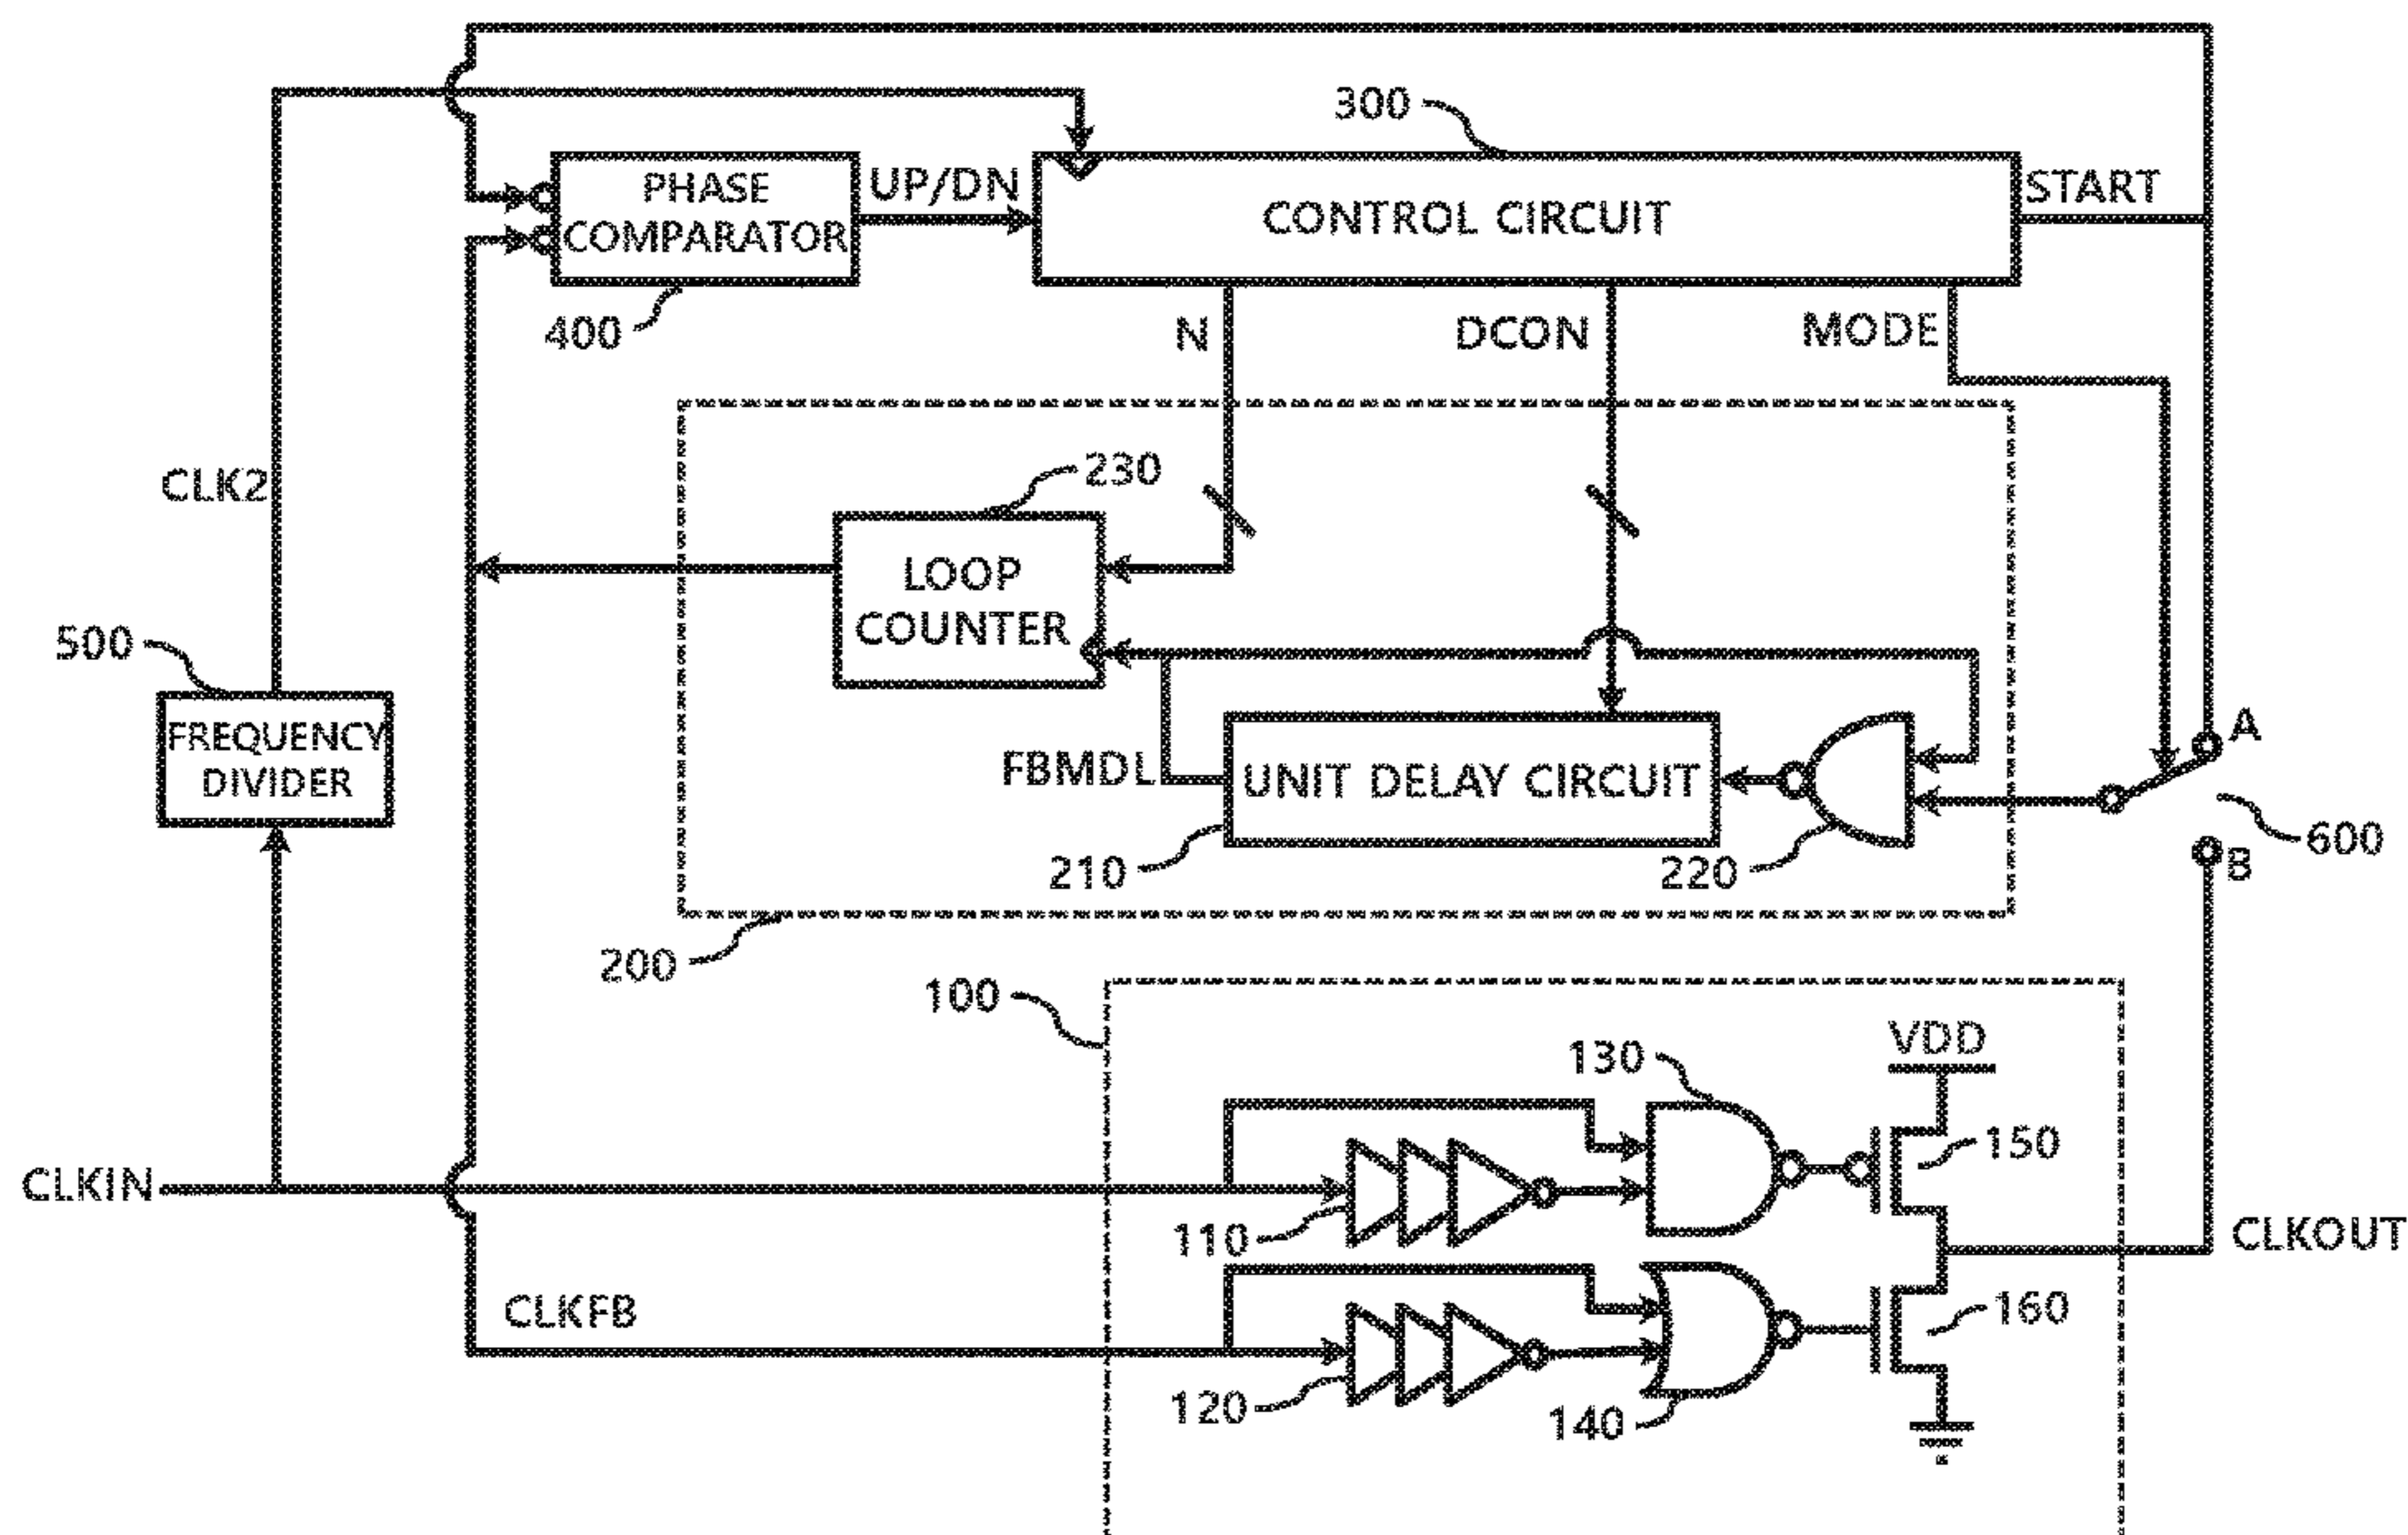 300
PHASE
COMPARATOR
UP/DN
CONTROL CIRCUIT
START
400
N
DCON
MODE
CLK2
230
LOOP
COUNTER
500
FREQUENCY
DIVIDER
FBMDL
UNIT DELAY CIRCUIT
A
B
600
210
220
200
100
VDD
130
150
CLKIN
110
CLKOUT
CLKFB
160
120
140